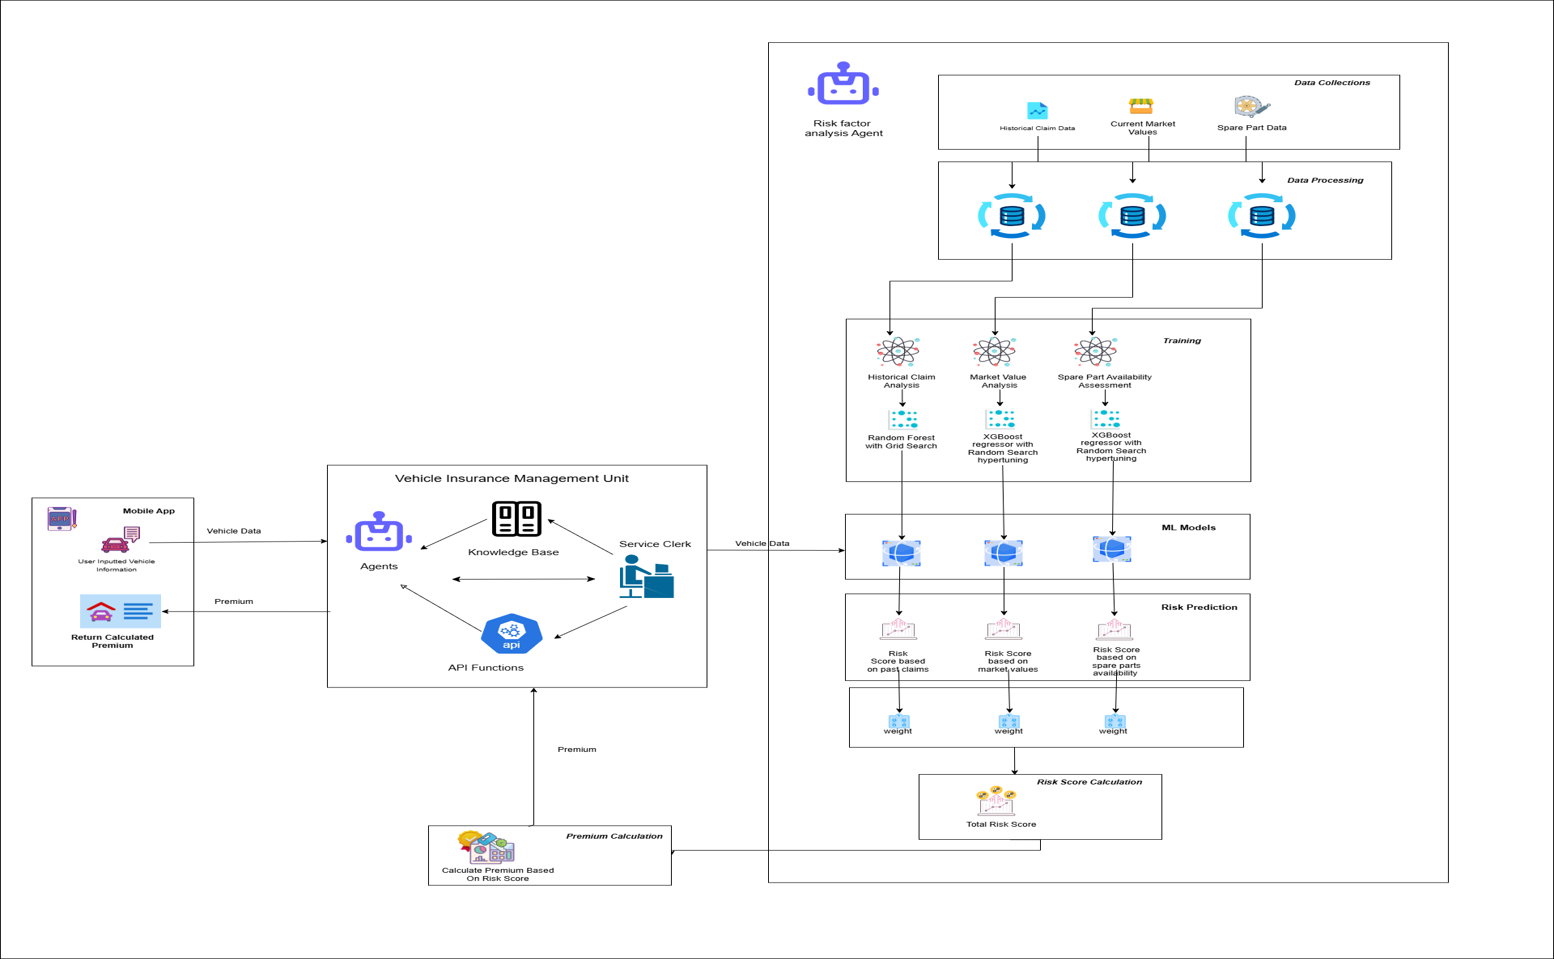 Data Collections
Risk factor
analysis Agent
Historical Claim Data
Current Market
Values
Spare Part Data
Data Processing
Training
Historical Claim
Analysis
Market Value
Analysis
Spare Part Availability
Assessment
Random Forest
with Grid Search
XGBoost
regressor with
Random Search
hypertuning
XGBoost
regressor with
Random Search
hypertuning
Vehicle Insurance Management Unit
Mobile App
Vehicle Data
User Inputted Vehicle
Information
Premium
Return Calculated
Premium
Agents
Knowledge Base
Service Clerk
api
API Functions
Vehicle Data
ML Models
Risk Prediction
Risk
Score based
on past claims
Risk Score
based on
market values
Risk Score
based on
spare parts
availability
weight
weight
weight
Premium
Risk Score Calculation
Total Risk Score
Premium Calculation
Calculate Premium Based
On Risk Score